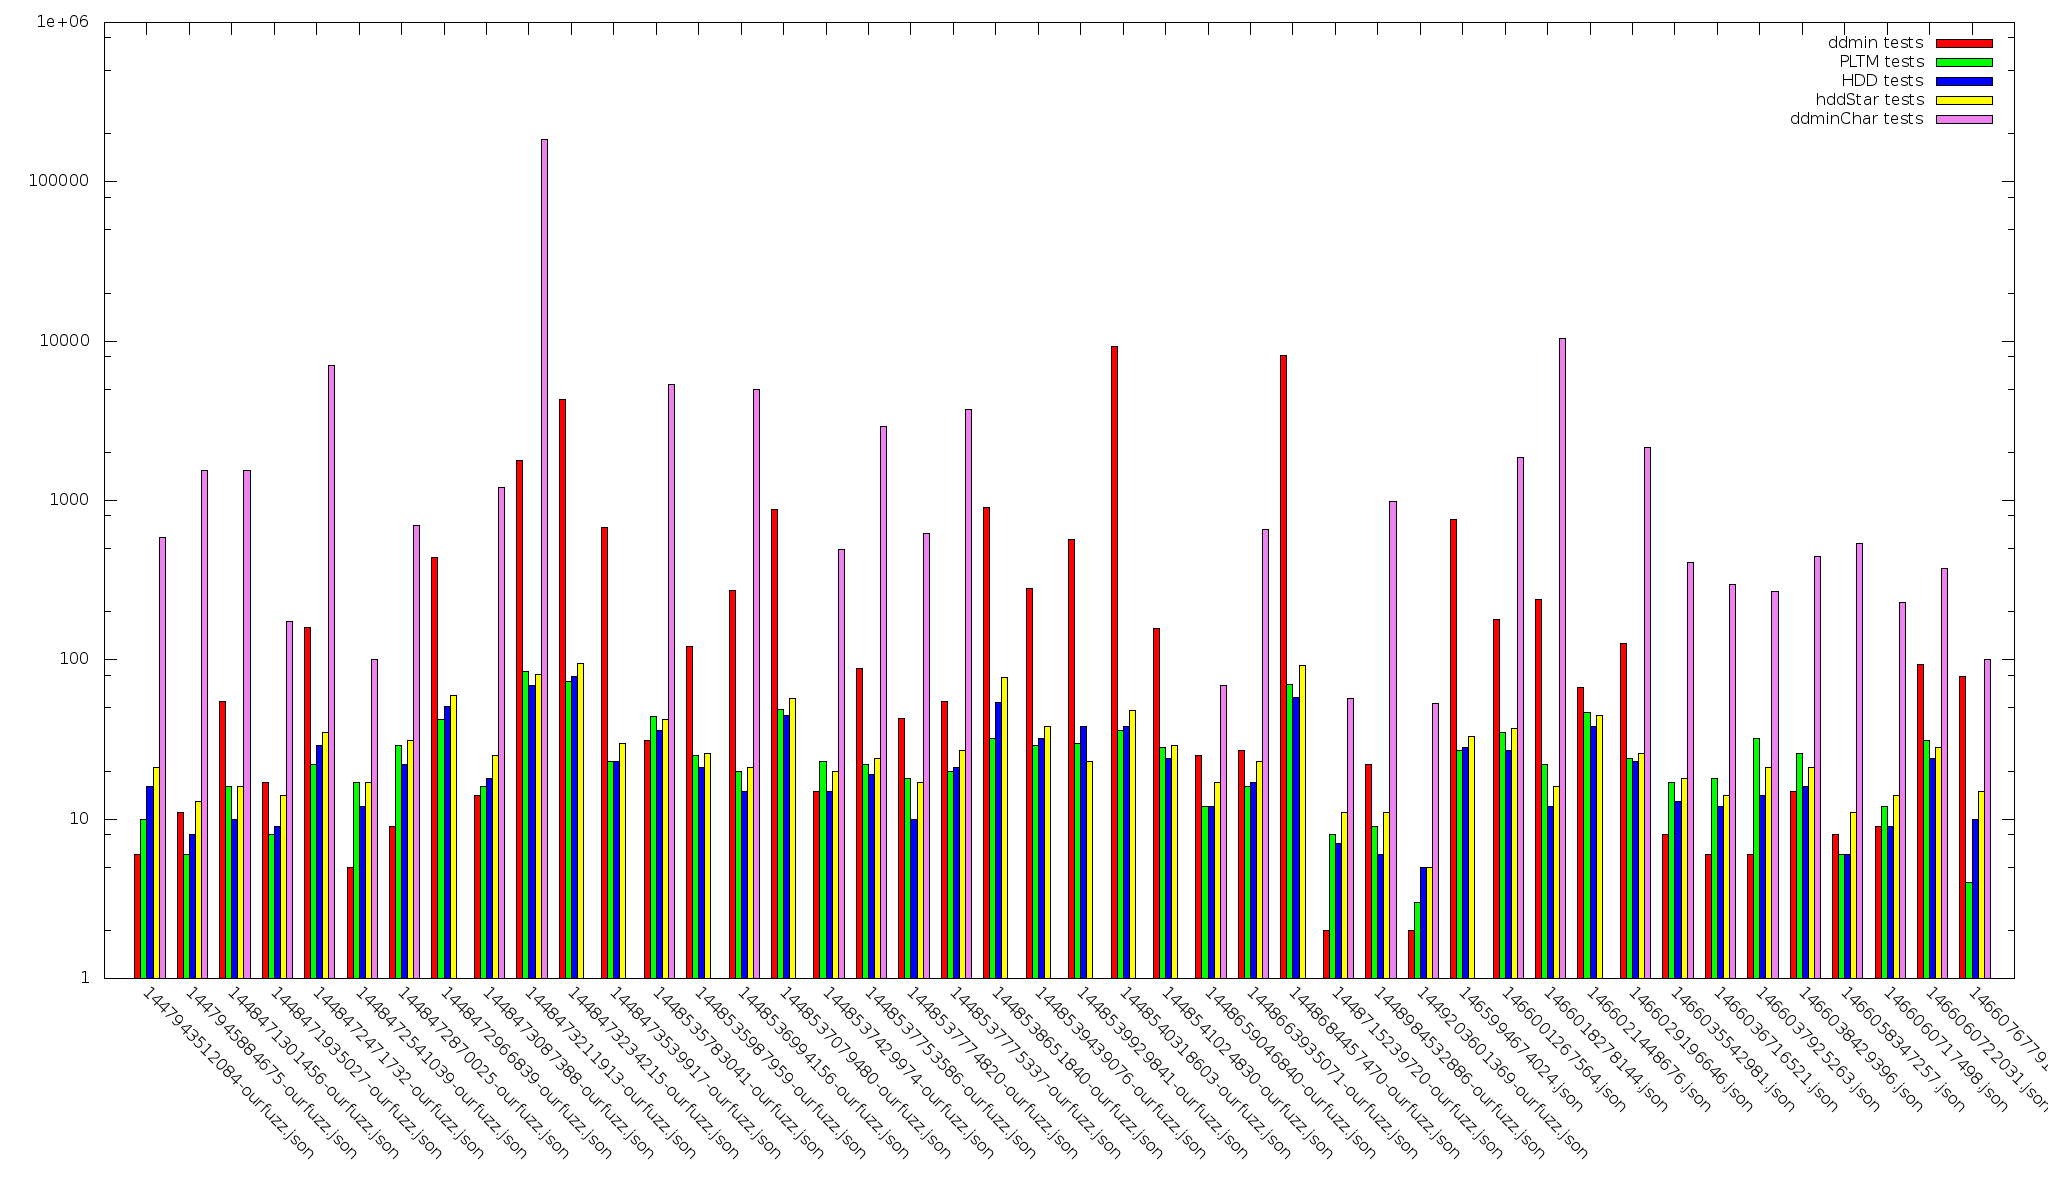 1e+06
100000
10000
1000
100
10
1
ddmin tests
PLTM tests
HDD tests
hddStar tests
ddminChar tests
1447943512084-ourfuzz.json
1447945884675-ourfuzz.json
1448471301456-ourfuzz.json
1448471935027-ourfuzz.json
1448472471732-ourfuzz.json
1448472541039-ourfuzz.json
1448472870025-ourfuzz.json
1448472966839-ourfuzz.json
1448473087388-ourfuzz.json
1448473211913-ourfuzz.json
1448473234215-ourfuzz.json
1448473539917-ourfuzz.json
1448535783041-ourfuzz.json
1448535987959-ourfuzz.json
1448536994156-ourfuzz.json
1448537079480-ourfuzz.json
1448537429974-ourfuzz.json
1448537753586-ourfuzz.json
1448537774820-ourfuzz.json
1448537775337-ourfuzz.json
1448538651840-ourfuzz.json
1448539439076-ourfuzz.json
1448539929841-ourfuzz.json
1448540318603-ourfuzz.json
1448541024830-ourfuzz.json
1448659046840-ourfuzz.json
1448663935071-ourfuzz.json
1448684457470-ourfuzz.json
1448715239720-ourfuzz.json
1448984532886-ourfuzz.json
1449203601369-ourfuzz.json
1465994674024.json
1466001267564.json
1466018278144.json
1466021448676.json
1466029196646.json
1466035542981.json
1466036716521.json
1466037925263.json
1466038429396.json
1466058347257.json
1466060717498.json
1466060722031.json